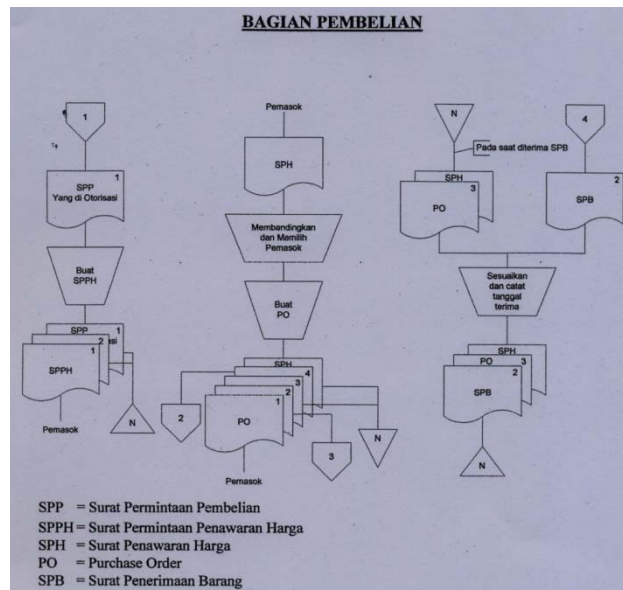 BAGIAN PEMBELIAN
1
1
SPP
Yang di Otorisasi
Buat
SPPH
SPP
1
2
1
SPPH
Pemasok
N
Pemasok
SPH
Membandingkan
dan Memilih
Pemasok
Buat
PO
SPH
4
3
2
1
PO
2
3
N
Pemasok
N
Pada saat diterima SPB
SPH
3
PO
4
2
SPB
Sesuaikan
dan catat
tanggal
terima
SPH
PO 3
2
SPB
N
SPP = Surat Permintaan Pembelian
SPPH = Surat Permintaan Penawaran Harga
SPH = Surat Penawaran Harga
PO = Purchase Order
SPB = Surat Penerimaan Barang